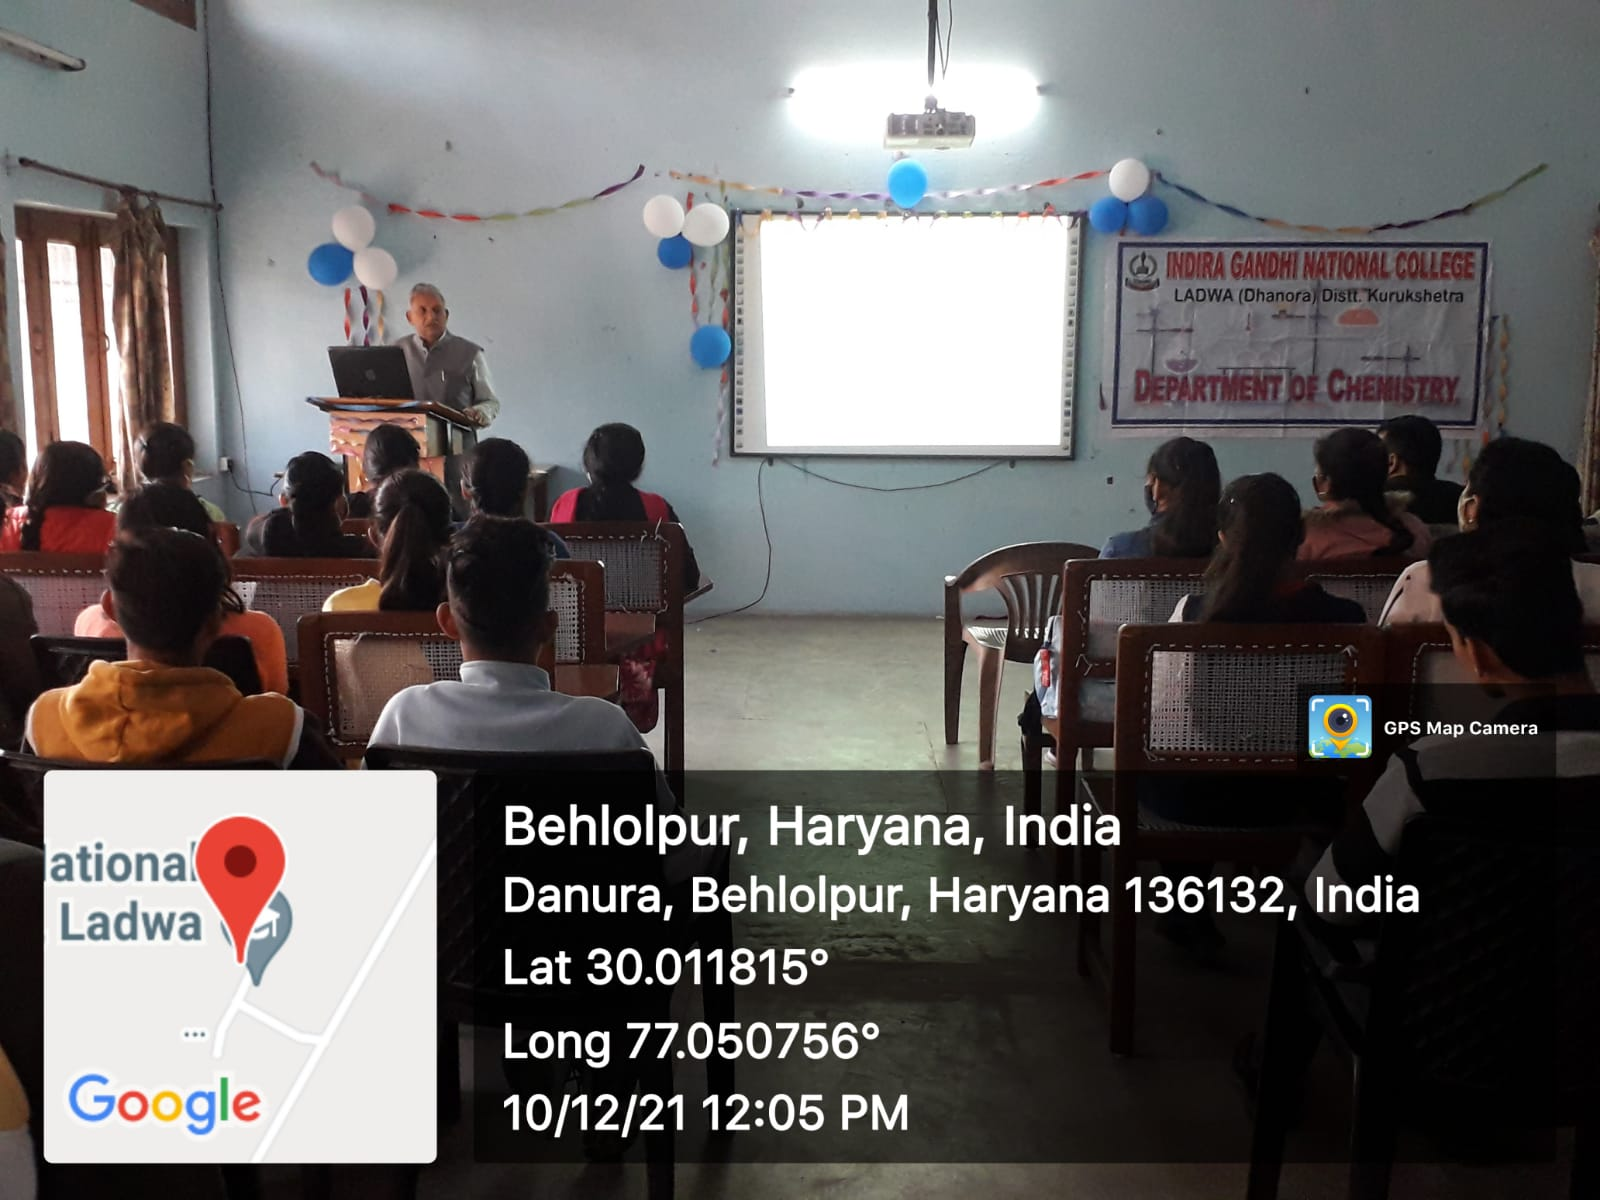 INDIRA GANDHI NATIONAL COLLEGE
LADWA (Dhanora) Distt. Kurukshetra
DEPARTMENT OF CHEMISTRY.
GPS Map Camera
ational
Ladwa
...
Google
Behlolpur, Haryana, India
Danura, Behlolpur, Haryana 136132, India
Lat 30.011815°
Long 77.050756°
10/12/21 12:05 PM